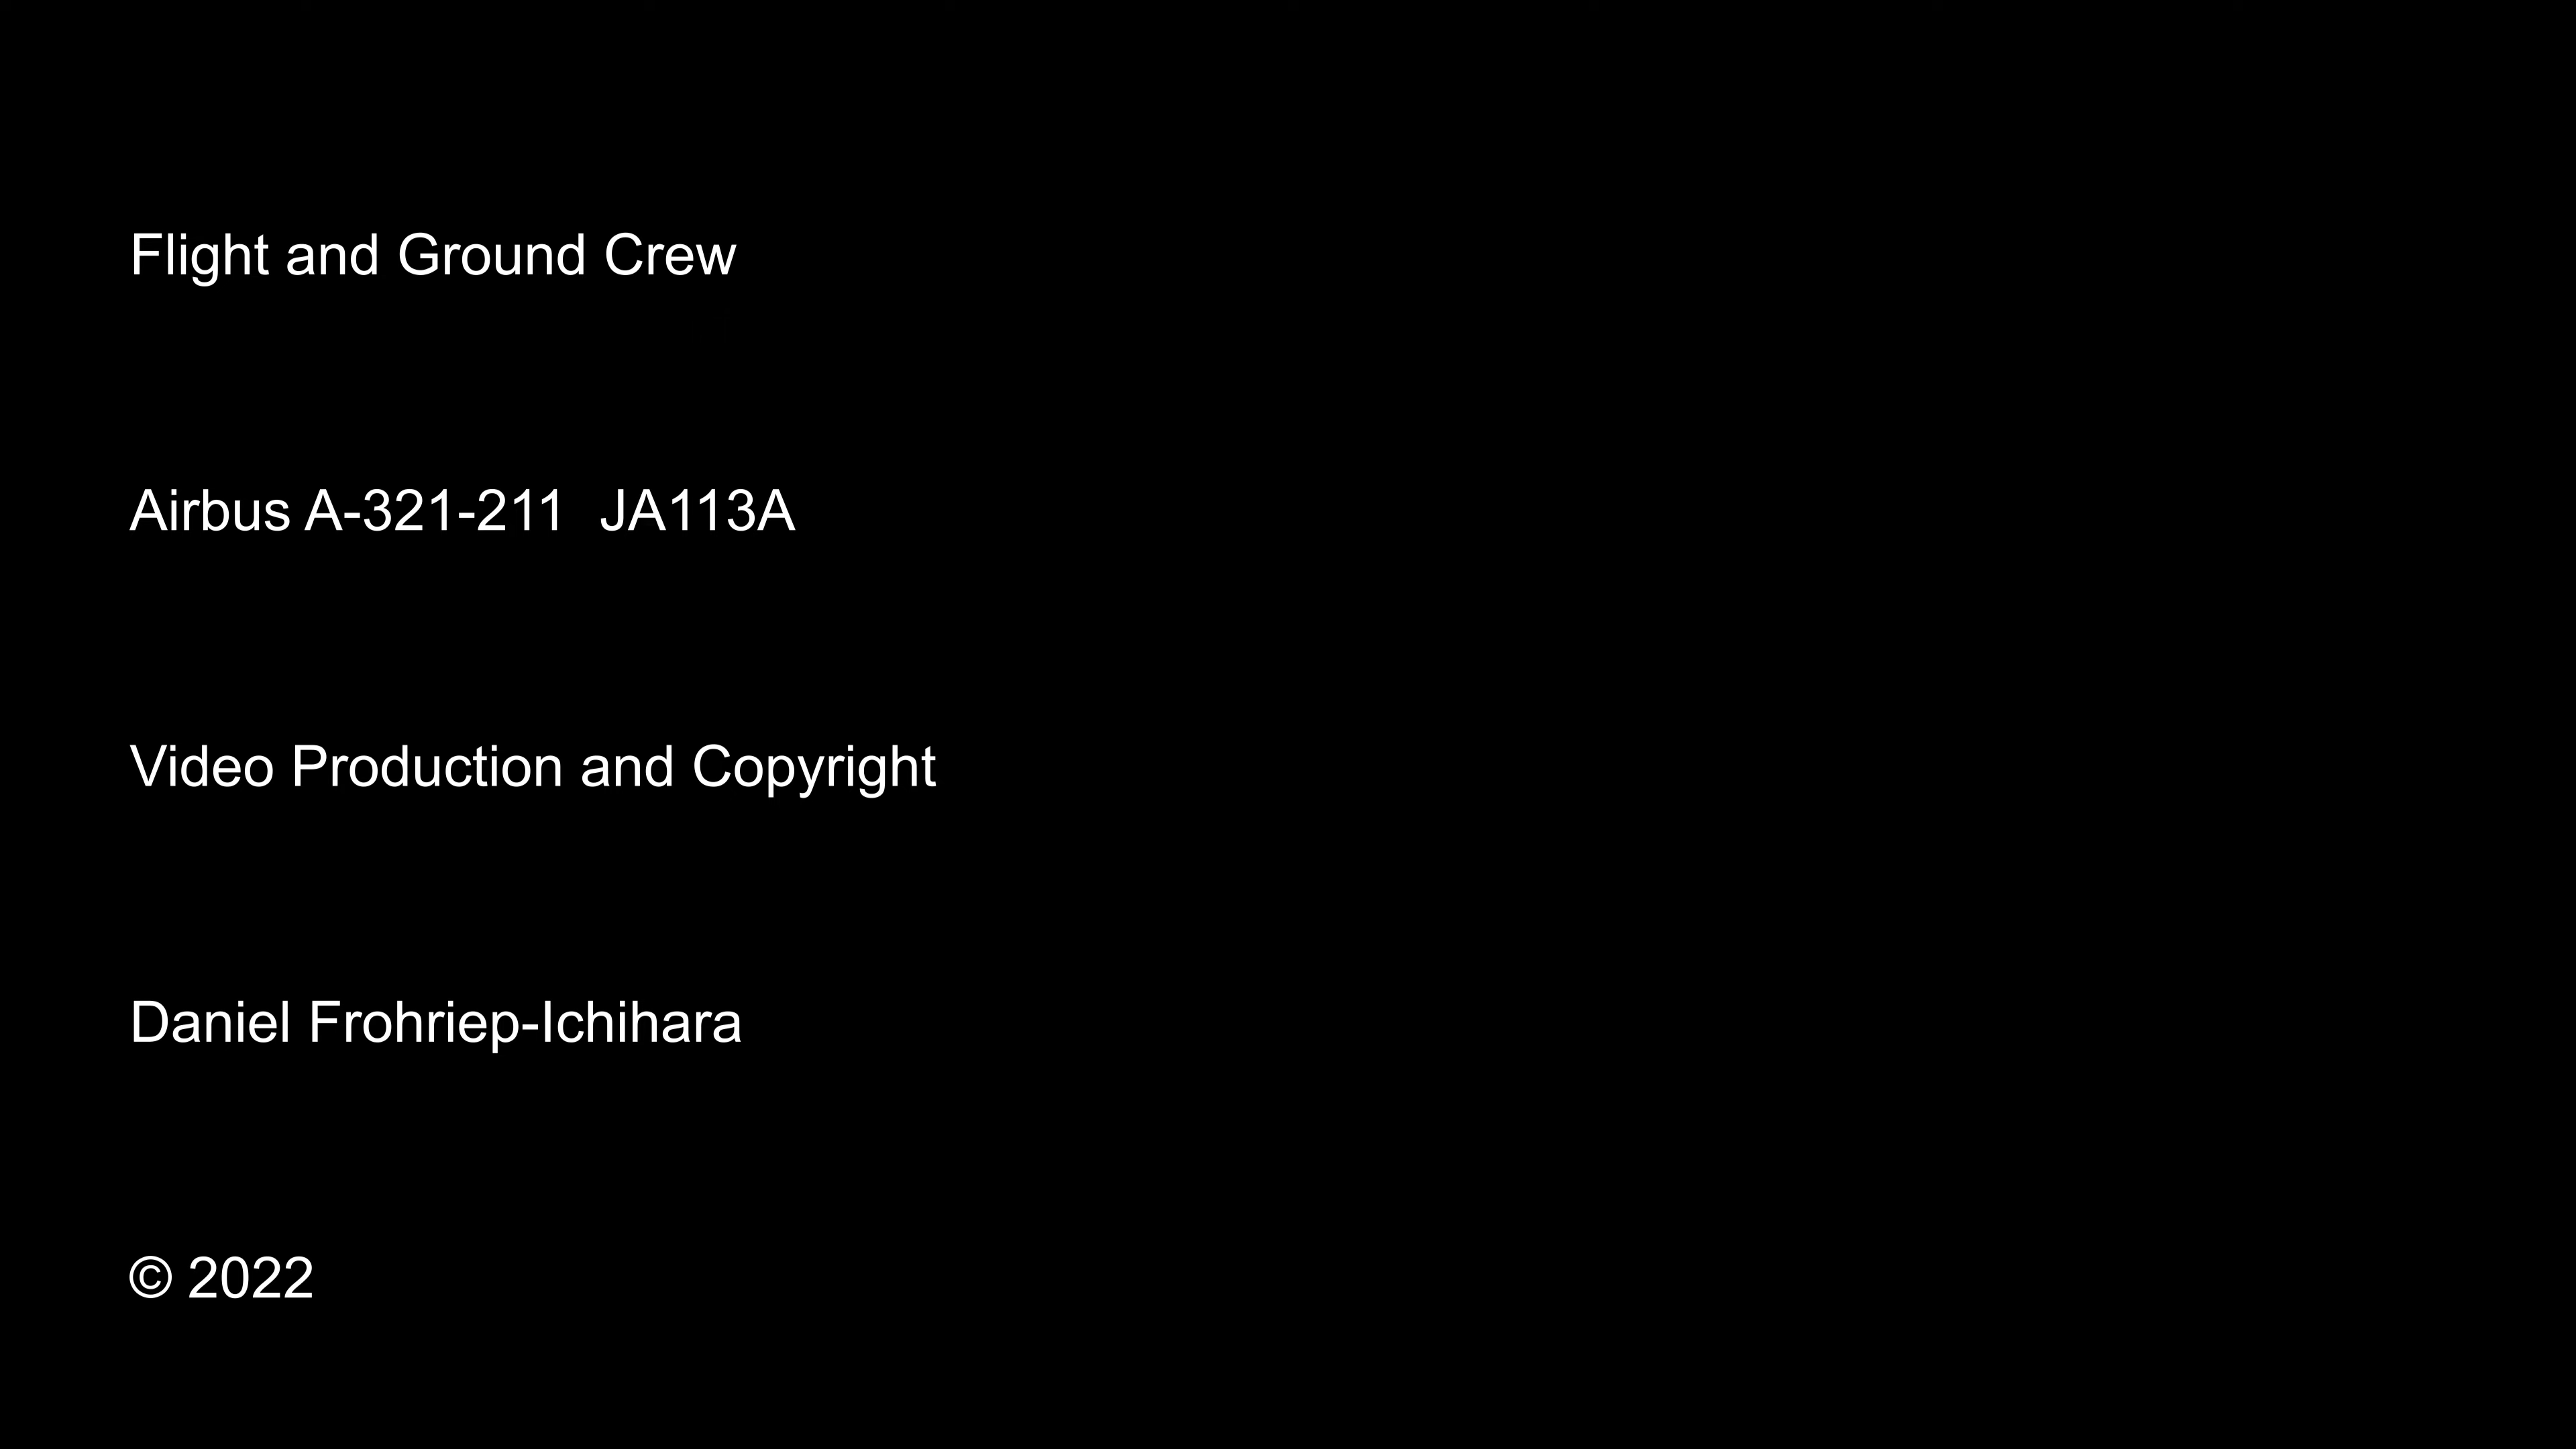 Flight and Ground Crew
Airbus A-321-211  JA113A
Video Production and Copyright
Daniel Frohriep-Ichihara
© 2022